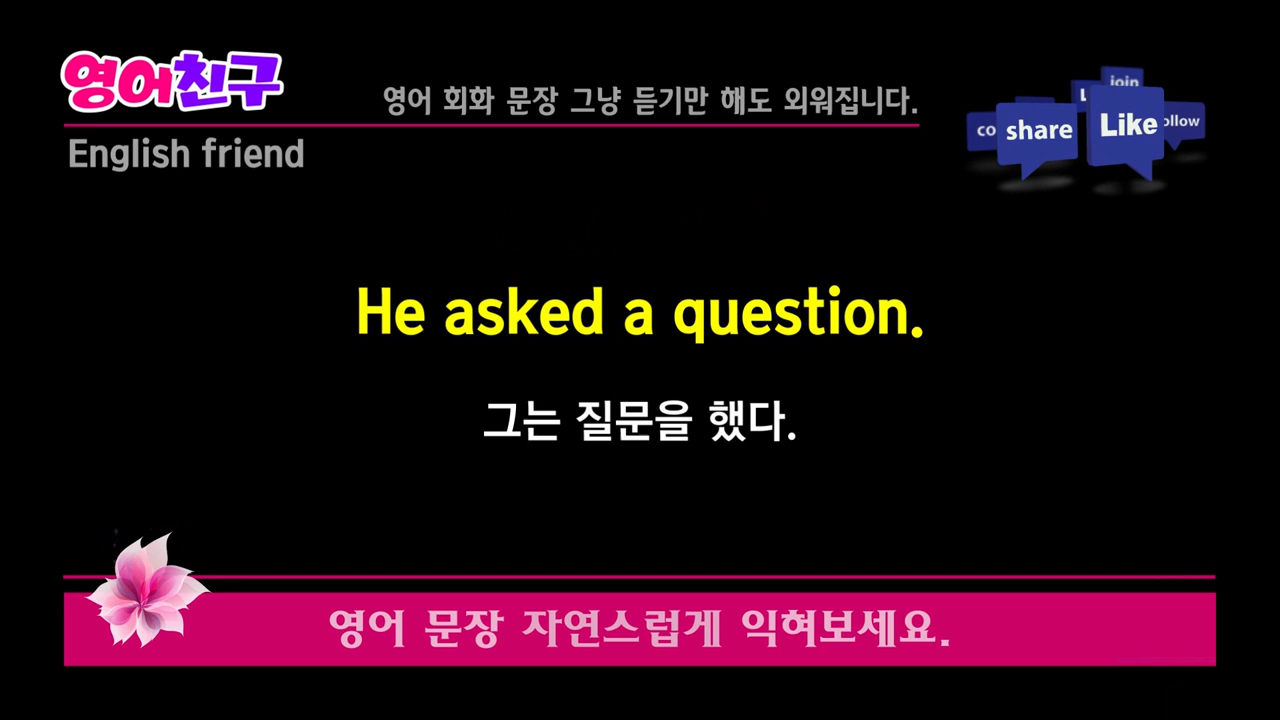 영어친구
영어 회화 문장 그냥 듣기만 해도 외워집니다.
English friend
join
share
Like
He asked a question.
그는 질문을 했다.
영어 문장 자연스럽게 익혀보세요.